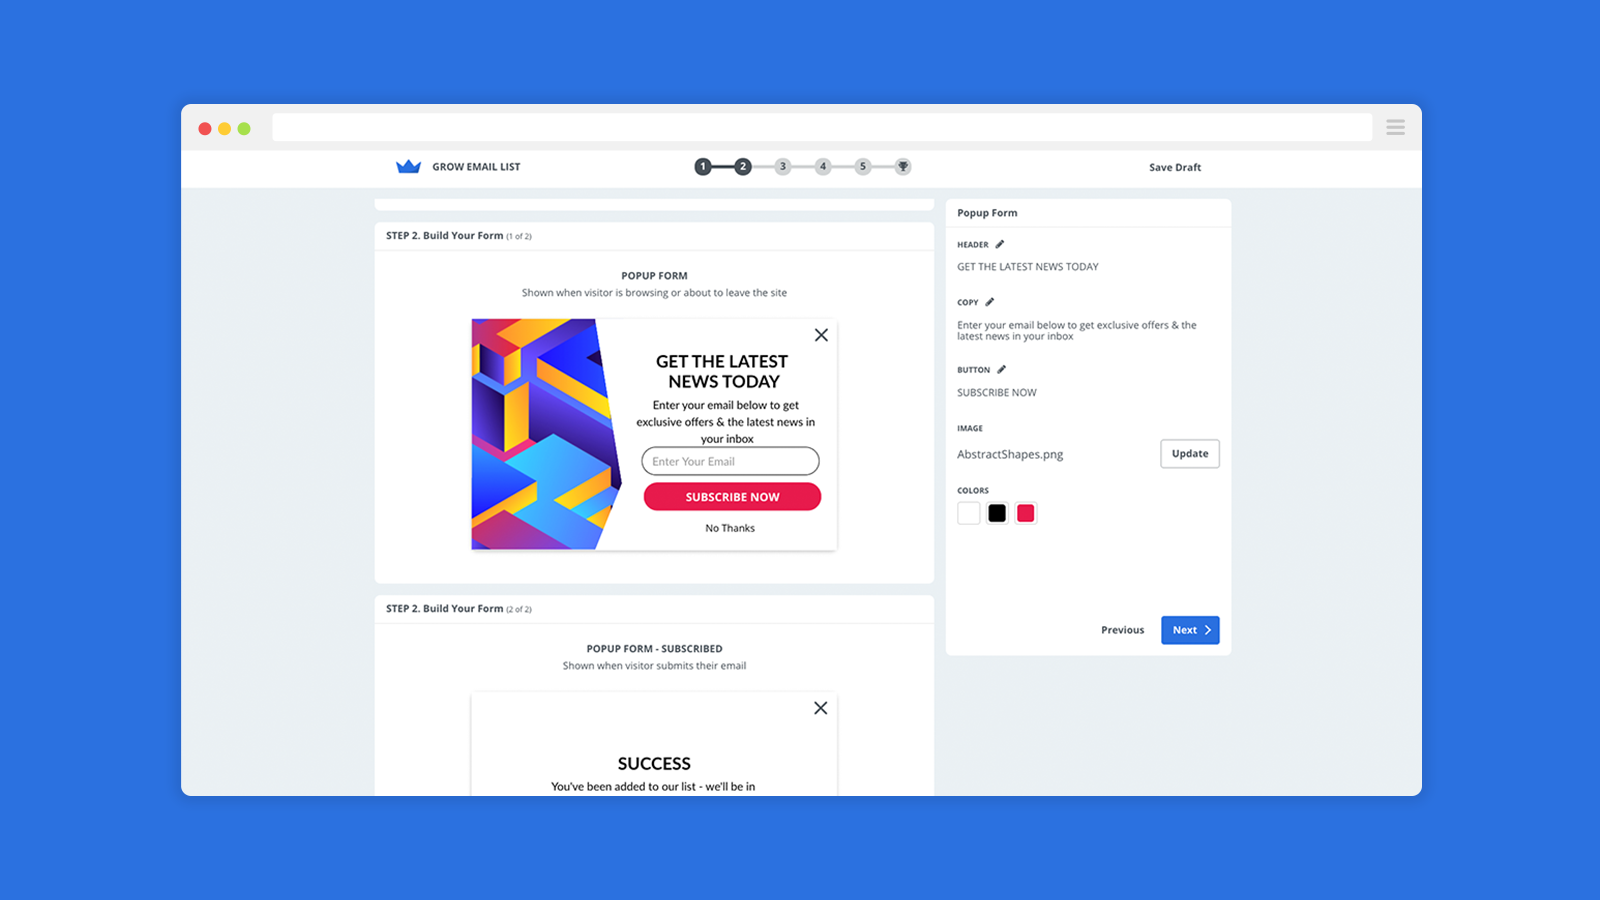 GROW EMAIL LIST
1 2 3 4 5
Save Draft
STEP 2. Build Your Form (1 of 2)
POPUP FORM
Shown when visitor is browsing or about to leave the site
GET THE LATEST
NEWS TODAY
Enter your email below to get
exclusive offers & the latest news in
your inbox
Enter Your Email
SUBSCRIBE NOW
No Thanks
STEP 2. Build Your Form (2 of 2)
POPUP FORM - SUBSCRIBED
Shown when visitor submits their email
SUCCESS
You've been added to our list - we'll be in
Popup Form
HEADER
GET THE LATEST NEWS TODAY
COPY
Enter your email below to get exclusive offers & the
latest news in your inbox
BUTTON
SUBSCRIBE NOW
IMAGE
AbstractShapes.png
Update
COLORS
Previous
Next